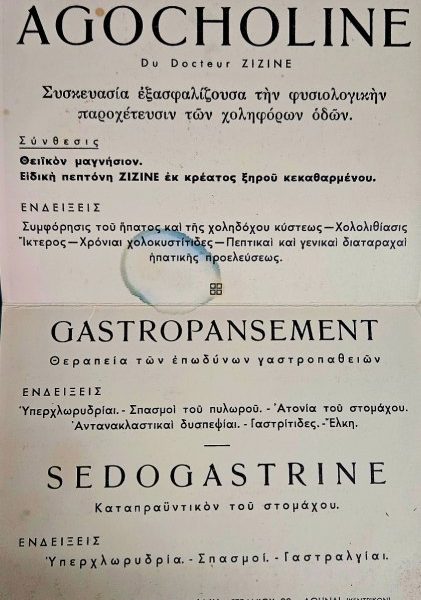 AGOCHOLINE
Du Docteur ZIZINE
Συσκευασία ἐξασφαλίζουσα τὴν φυσιολογικὴν
παροχέτευσιν τῶν χοληφόρων ὁδῶν.
Σύνθεσις
Θειϊκὸν μαγνήσιον.
Εἰδικὴ πεπτόνη ΖΙΖΙΝΕ ἐκ κρέατος ξηροῦ κεκαθαρμένου.
ΕΝΔΕΙΞΕΙΣ
Συμφόρησις τοῦ ἥπατος καὶ τῆς χοληδόχου κύστεως—Χολολιθίασις
Ἴκτερος—Χρόνιαι χολοκυστίτιδες—Πεπτικαὶ καὶ γενικαὶ διαταραχαὶ
ἡπατικῆς προελεύσεως.
GASTROPANSEMENT
Θεραπεία τῶν ἐπωδύνων γαστροπαθειῶν
ΕΝΔΕΙΞΕΙΣ
Ὑπερχλωρυδρίαι.- Σπασμοὶ τοῦ πυλωροῦ. - Ἀτονία τοῦ στομάχου.
Ἀντανακλαστικαὶ δυσπεψίαι. - Γαστρίτιδες.-Ἕλκη.
SEDOGASTRINE
Καταπραϋντικὸν τοῦ στομάχου.
ΕΝΔΕΙΞΕΙΣ
Ὑπερχλωρυδρία. - Σπασμοί. - Γαστραλγίαι.